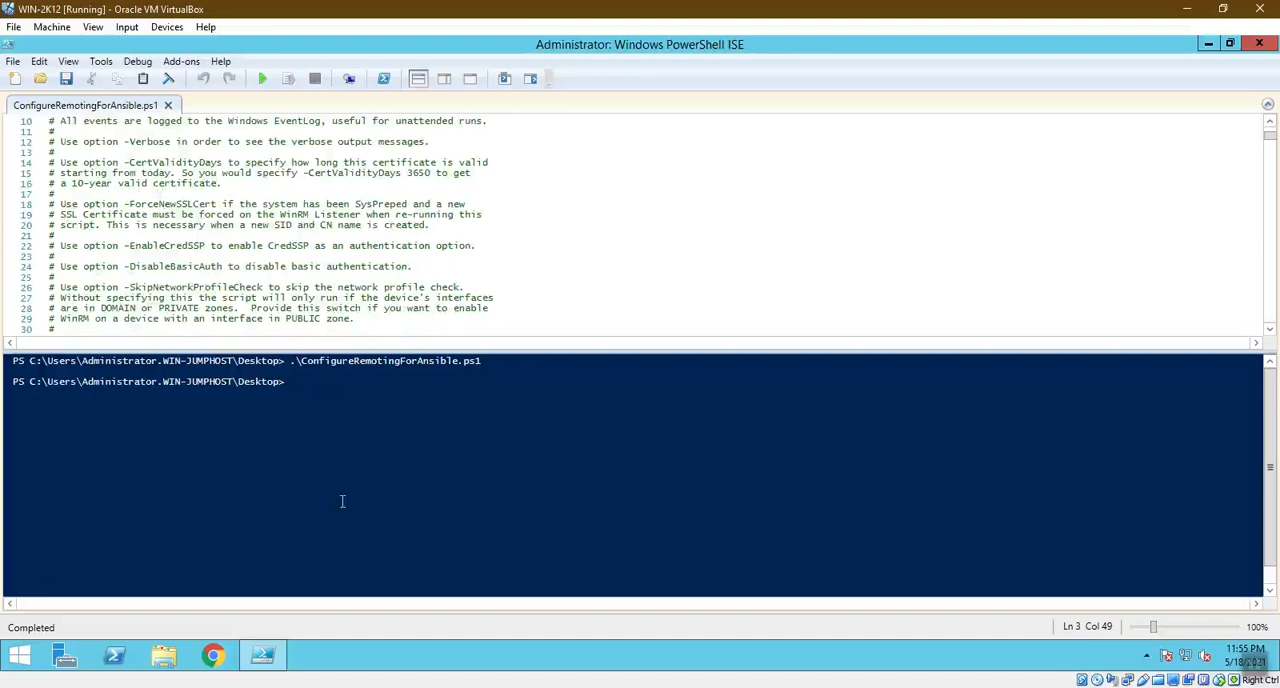 WIN-2K12 [Running] - Oracle VM VirtualBox
File Machine View Input Devices Help
Administrator: Windows PowerShell ISE
File Edit View Tools Debug Add-ons Help
ConfigureRemotingForAnsible.ps1
10 # All events are logged to the Windows EventLog, useful for unattended runs.
11 #
12 # Use option -Verbose in order to see the verbose output messages.
13 #
14 # Use option -CertValidityDays to specify how long this certificate is valid
15 # starting from today. So you would specify -CertValidityDays 3650 to get
16 # a 10-year valid certificate.
17 #
18 # Use option -ForceNewSSLCert if the system has been SysPreped and a new
19 # SSL Certificate must be forced on the WinRM Listener when re-running this
20 # script. This is necessary when a new SID and CN name is created.
21 #
22 # Use option -EnableCredSSP to enable CredSSP as an authentication option.
23 #
24 # Use option -DisableBasicAuth to disable basic authentication.
25 #
26 # Use option -SkipNetworkProfileCheck to skip the network profile check.
27 # Without specifying this the script will only run if the device's interfaces
28 # are in DOMAIN or PRIVATE zones.  Provide this switch if you want to enable
29 # WinRM on a device with an interface in PUBLIC zone.
30 #
PS C:\Users\Administrator.WIN-JUMPHOST\Desktop> .\ConfigureRemotingForAnsible.ps1
PS C:\Users\Administrator.WIN-JUMPHOST\Desktop>
Completed
Ln 3 Col 49
100%
11:55 PM
5/18/2021
Right Ctrl